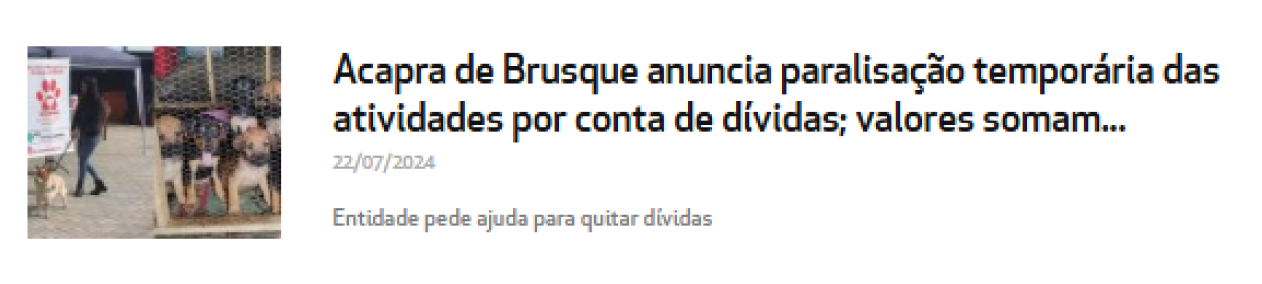 Acapra de Brusque anuncia paralisação temporária das
atividades por conta de dívidas; valores somam...
22/07/2024
Entidade pede ajuda para quitar dívidas